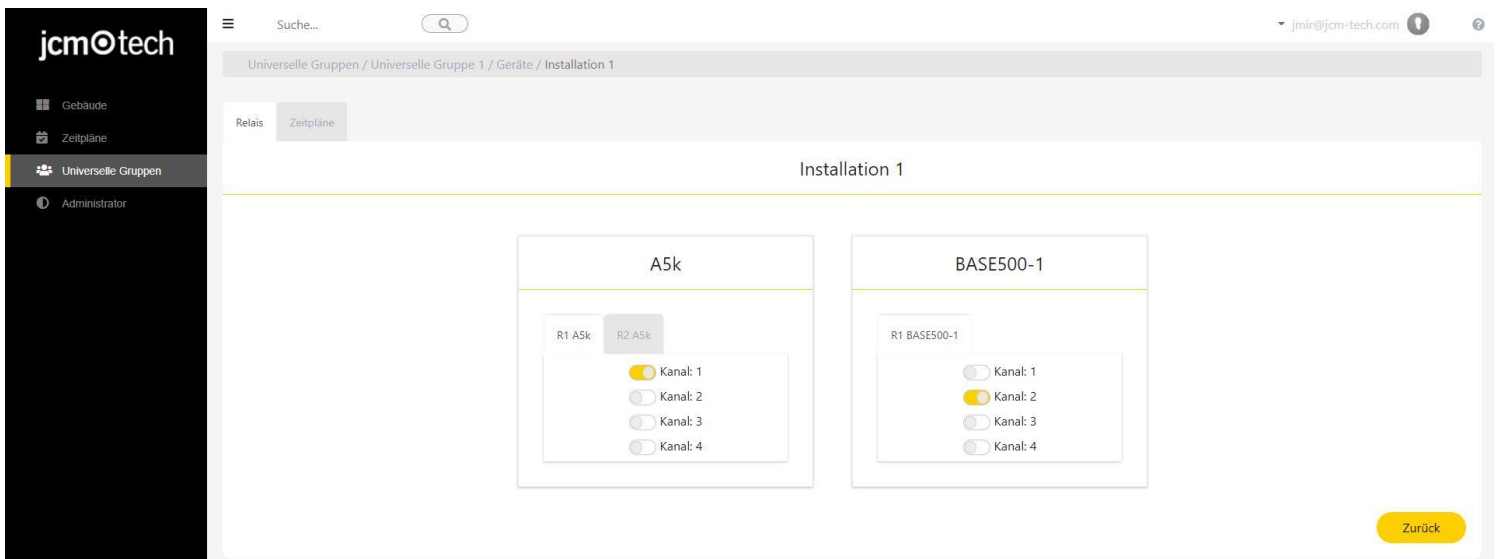 jcm tech
Gebäude
Zeitpläne
Universelle Gruppen
Administrator
Suche...
jmir@jcm-tech.com
Universelle Gruppen / Universelle Gruppe 1 / Geräte / Installation 1
Relais Zeitpläne
Installation 1
A5k
R1 A5k R2 A5k
Kanal: 1
Kanal: 2
Kanal: 3
Kanal: 4
BASE500-1
R1 BASE500-1
Kanal: 1
Kanal: 2
Kanal: 3
Kanal: 4
Zurück